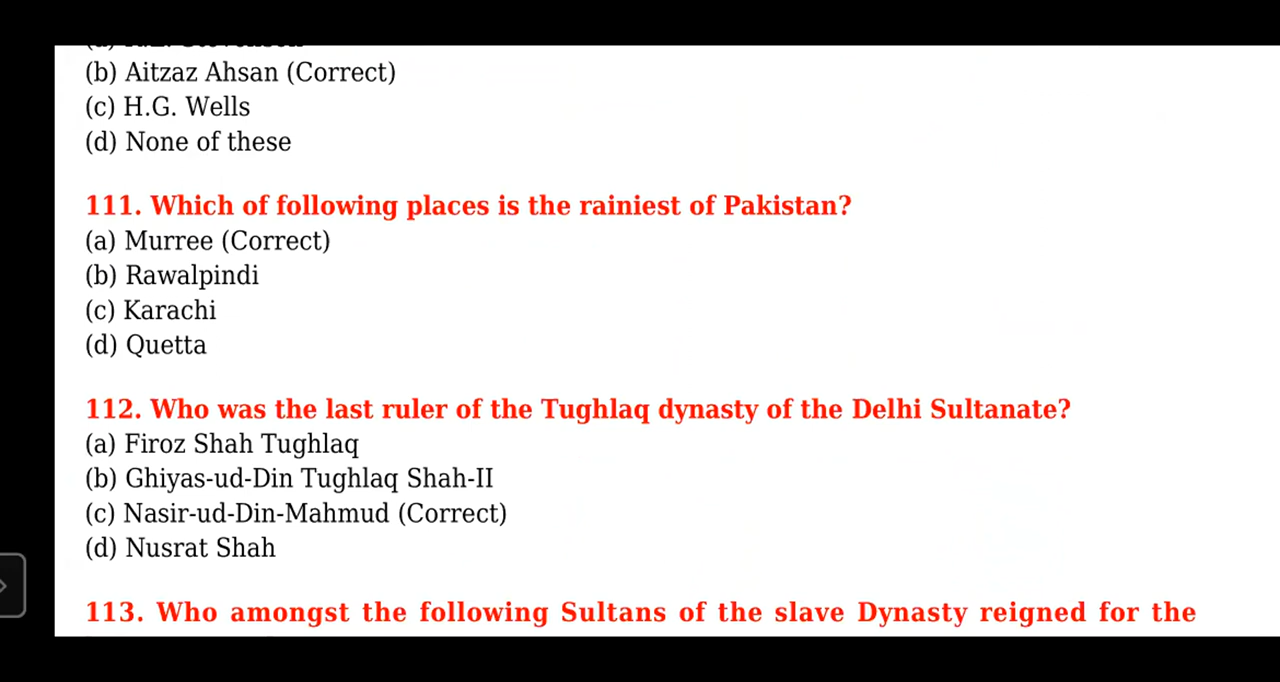 (b) Aitzaz Ahsan (Correct)
(c) H.G. Wells
(d) None of these
111. Which of following places is the rainiest of Pakistan?
(a) Murree (Correct)
(b) Rawalpindi
(c) Karachi
(d) Quetta
112. Who was the last ruler of the Tughlaq dynasty of the Delhi Sultanate?
(a) Firoz Shah Tughlaq
(b) Ghiyas-ud-Din Tughlaq Shah-II
(c) Nasir-ud-Din-Mahmud (Correct)
(d) Nusrat Shah
113. Who amongst the following Sultans of the slave Dynasty reigned for the